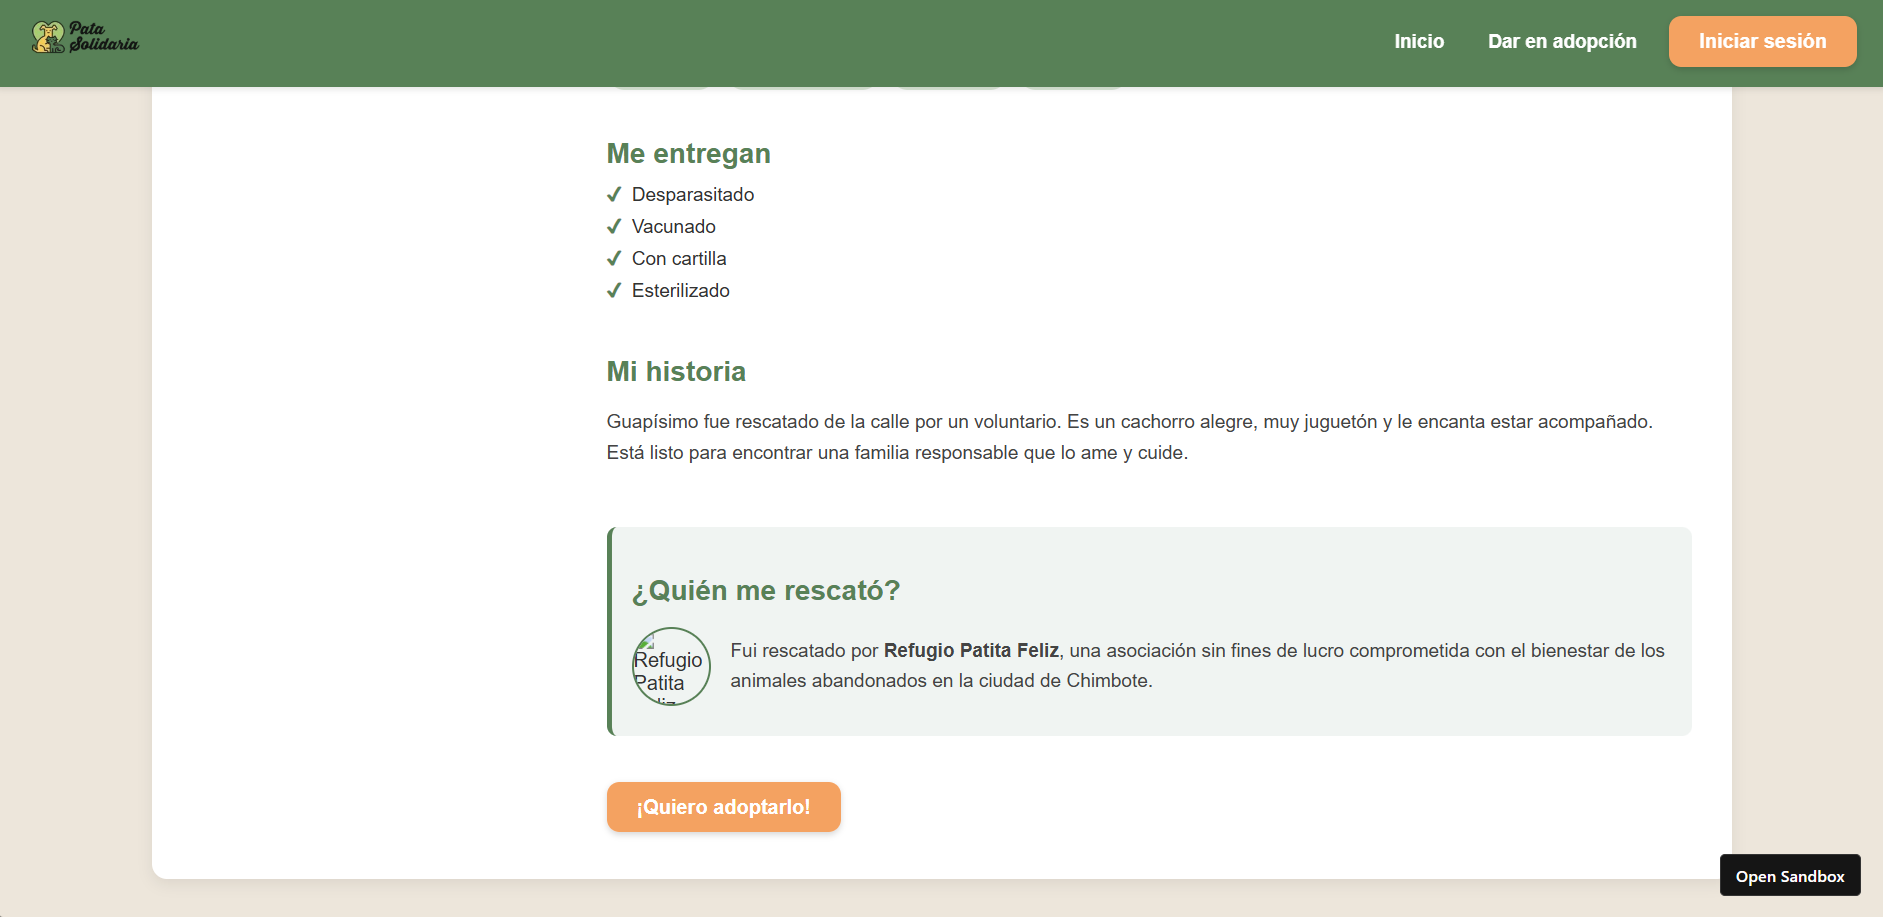 Pata
Solidaria
Inicio
Dar en adopción
Iniciar sesión
Me entregan
Desparasitado
Vacunado
Con cartilla
Esterilizado
Mi historia
Guapísimo fue rescatado de la calle por un voluntario. Es un cachorro alegre, muy juguetón y le encanta estar acompañado.
Está listo para encontrar una familia responsable que lo ame y cuide.
¿Quién me rescató?
Refugio
Patita
Fui rescatado por Refugio Patita Feliz, una asociación sin fines de lucro comprometida con el bienestar de los
animales abandonados en la ciudad de Chimbote.
¡Quiero adoptarlo!
Open Sandbox